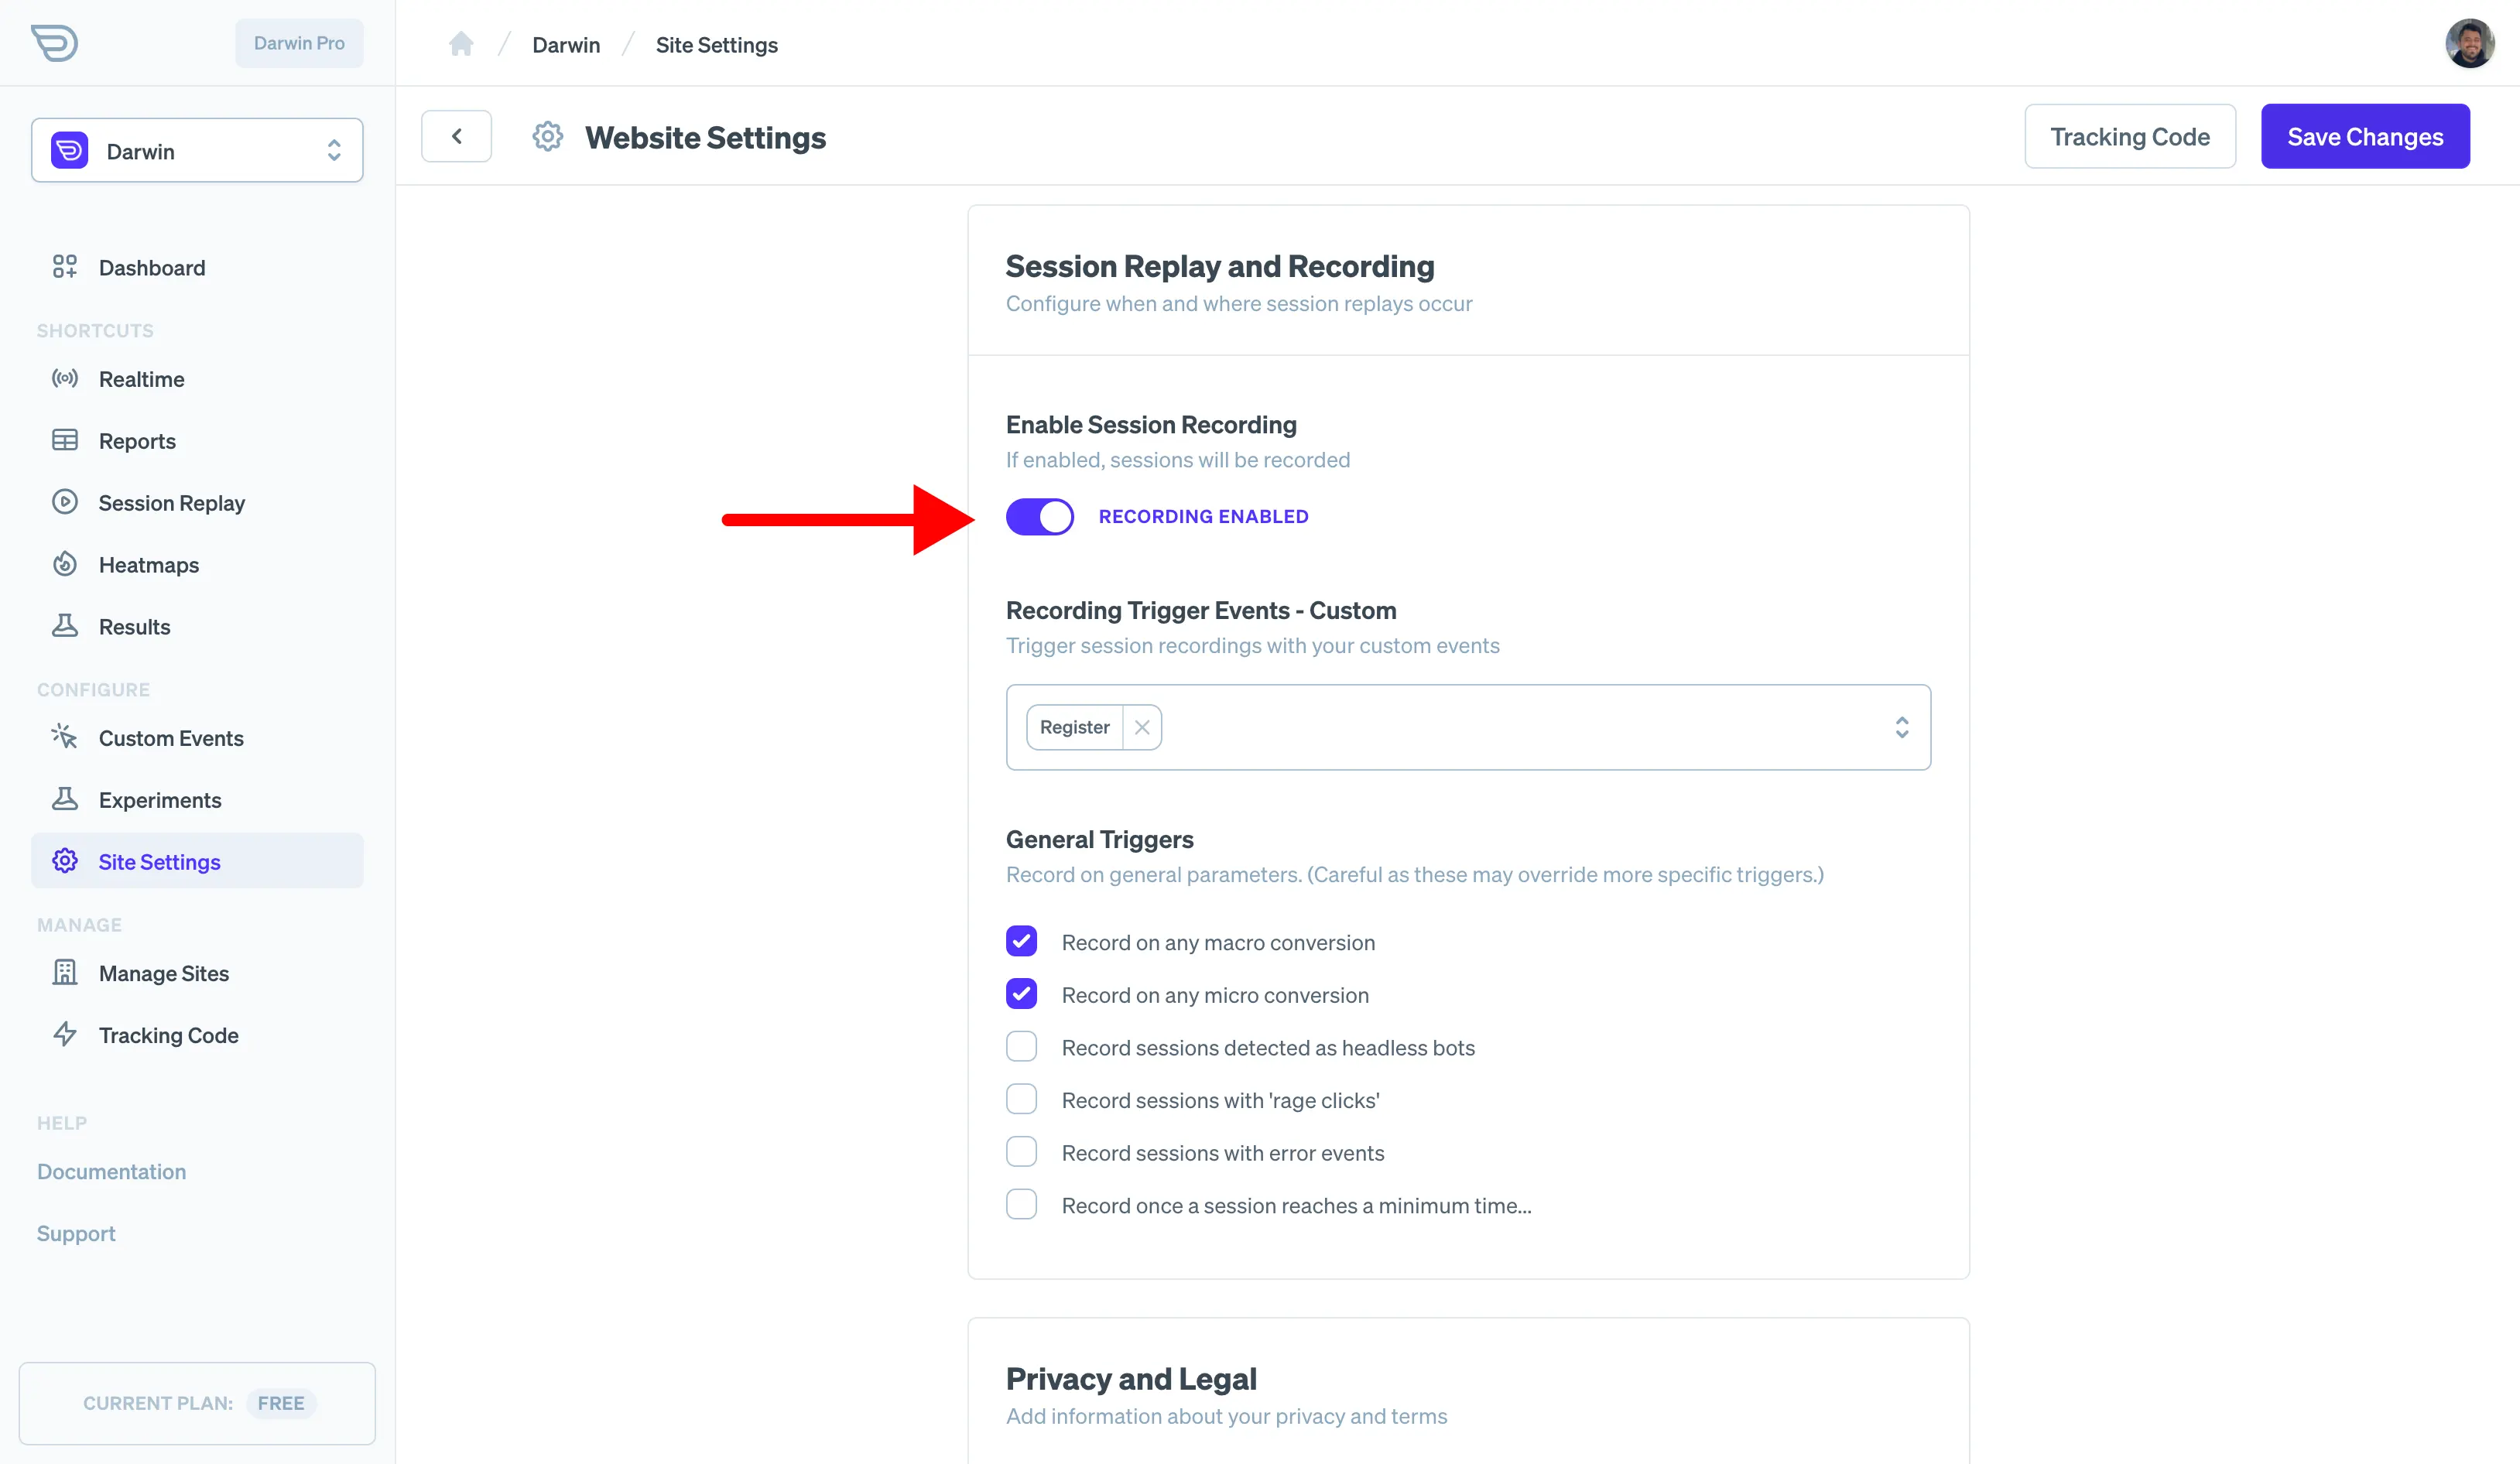 Darwin Pro
Darwin
Site Settings
Darwin
Website Settings
Tracking Code
Save Changes
Dashboard
SHORTCUTS
Realtime
Reports
Session Replay
Heatmaps
Results
CONFIGURE
Custom Events
Experiments
Site Settings
MANAGE
Manage Sites
Tracking Code
HELP
Documentation
Support
CURRENT PLAN: FREE
Session Replay and Recording
Configure when and where session replays occur
Enable Session Recording
If enabled, sessions will be recorded
RECORDING ENABLED
Recording Trigger Events - Custom
Trigger session recordings with your custom events
Register
General Triggers
Record on general parameters. (Careful as these may override more specific triggers.)
Record on any macro conversion
Record on any micro conversion
Record sessions detected as headless bots
Record sessions with 'rage clicks'
Record sessions with error events
Record once a session reaches a minimum time...
Privacy and Legal
Add information about your privacy and terms